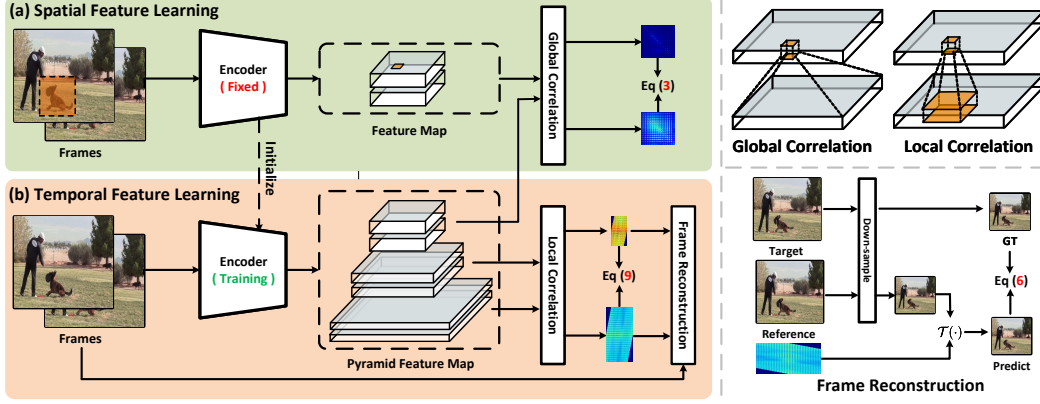 (a) Spatial Feature Learning
Frames
Encoder
( Fixed )
Feature Map
Global Correlation
Eq (3)
Initialize
(b) Temporal Feature Learning
Frames
Encoder
( Training )
Pyramid Feature Map
Local Correlation
Eq (9)
Frame Reconstruction
Global Correlation
Local Correlation
Target
Reference
Down-sample
GT
Eq (6)
𝒯(·)
Predict
Frame Reconstruction